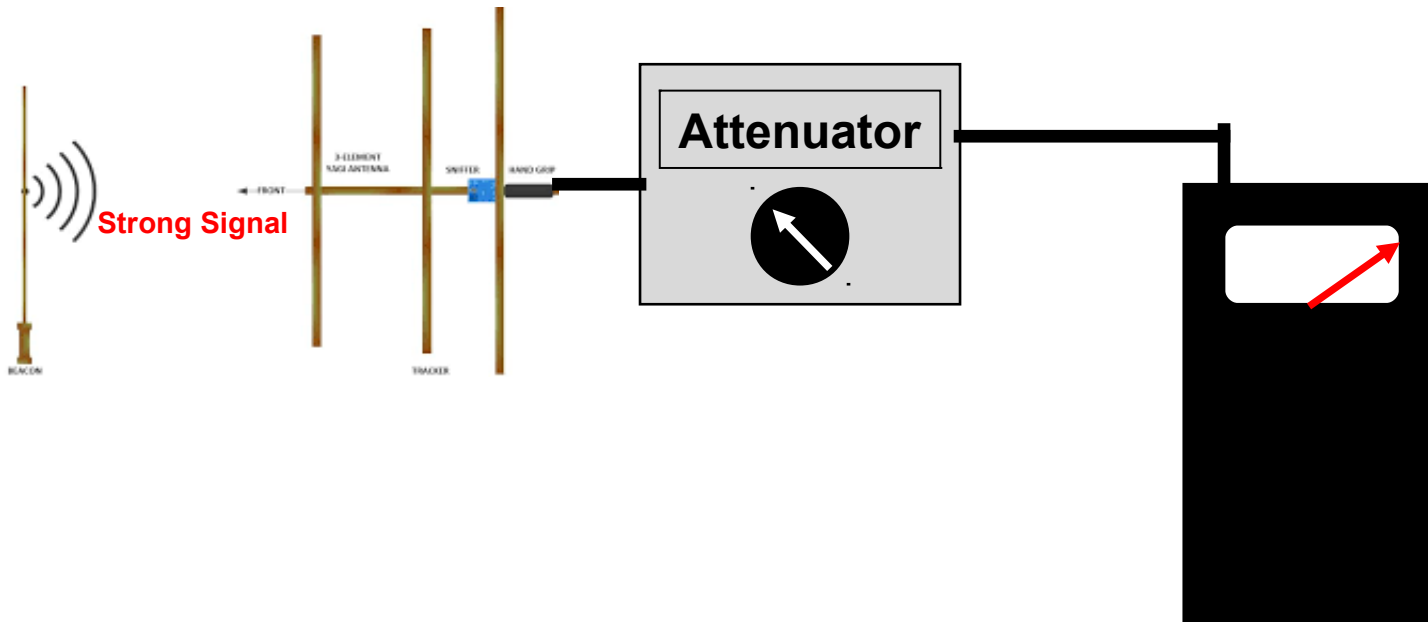 3-ELEMENT
YAGI ANTENNA
SNIFFER
HAND GRIP
Attenuator
FRONT
Strong Signal
BEACON
TRACKER